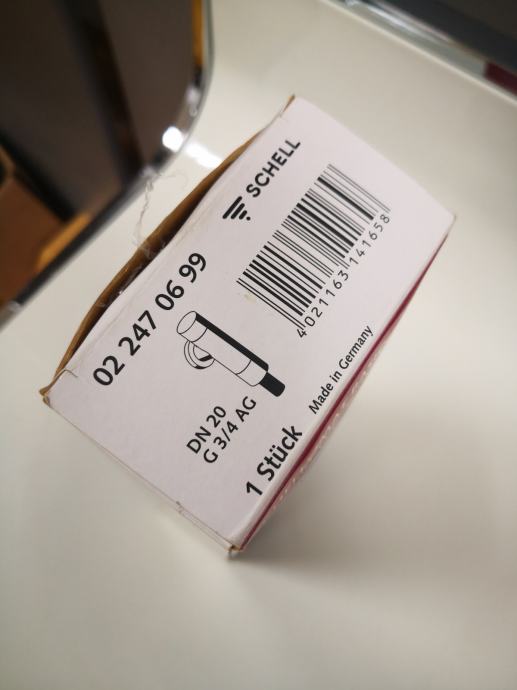 SCHELL
02 247 06 99
4 021163 141658
DN 20
G 3/4 AG
1 Stück
Made in Germany